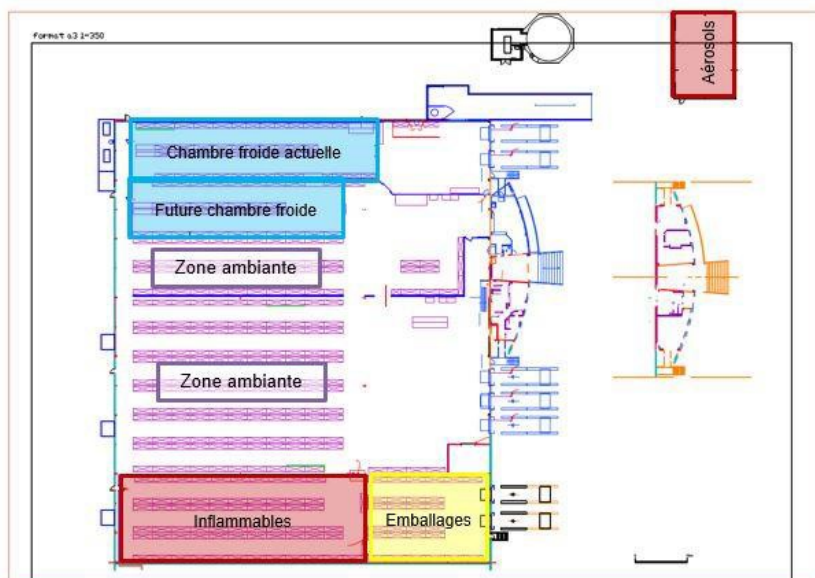 format a3 1=350
Aérosols
Chambre froide actuelle
Future chambre froide
Zone ambiante
Zone ambiante
Inflammables
Emballages